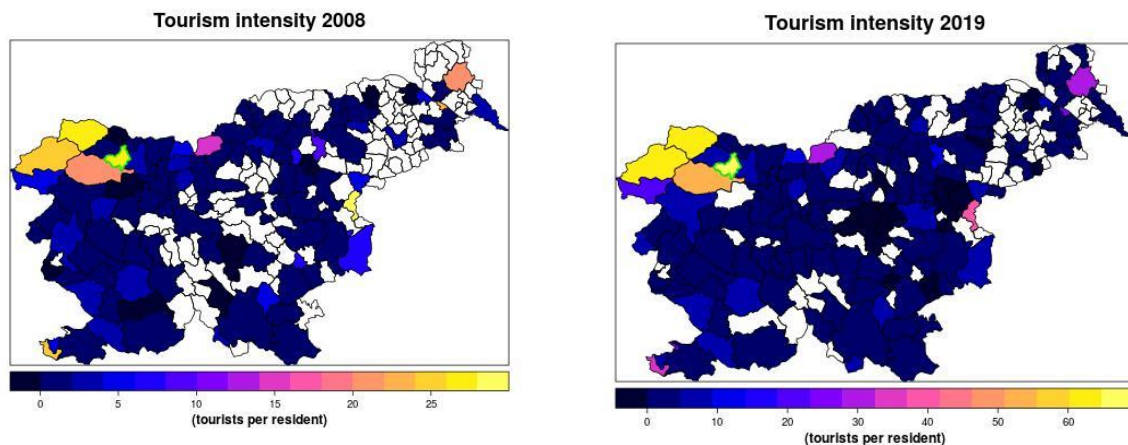 Tourism intensity 2008
0 5 10 15 20 25
(tourists per resident)
Tourism intensity 2019
0 10 20 30 40 50 60
(tourists per resident)